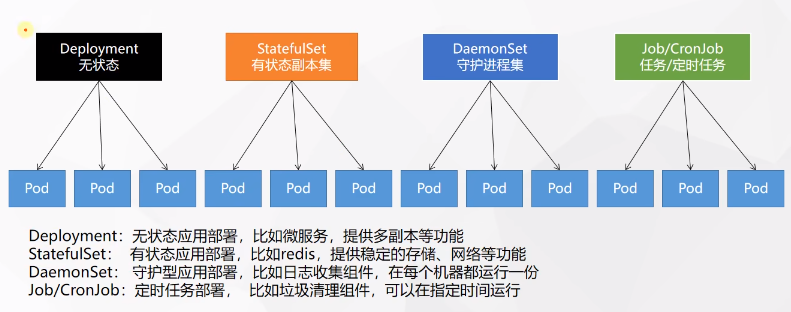 Deployment
无状态
StatefulSet
有状态副本集
DaemonSet
守护进程集
Job/CronJob
任务/定时任务
Pod
Pod
Pod
Pod
Pod
Pod
Pod
Pod
Pod
Pod
Pod
Pod
Deployment：无状态应用部署，比如微服务，提供多副本等功能
StatefulSet： 有状态应用部署，比如redis，提供稳定的存储、网络等功能
DaemonSet： 守护型应用部署，比如日志收集组件，在每个机器都运行一份
Job/CronJob：定时任务部署， 比如垃圾清理组件，可以在指定时间运行